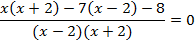 x(x + 2) − 7(x − 2) − 8
(x − 2)(x + 2)
= 0